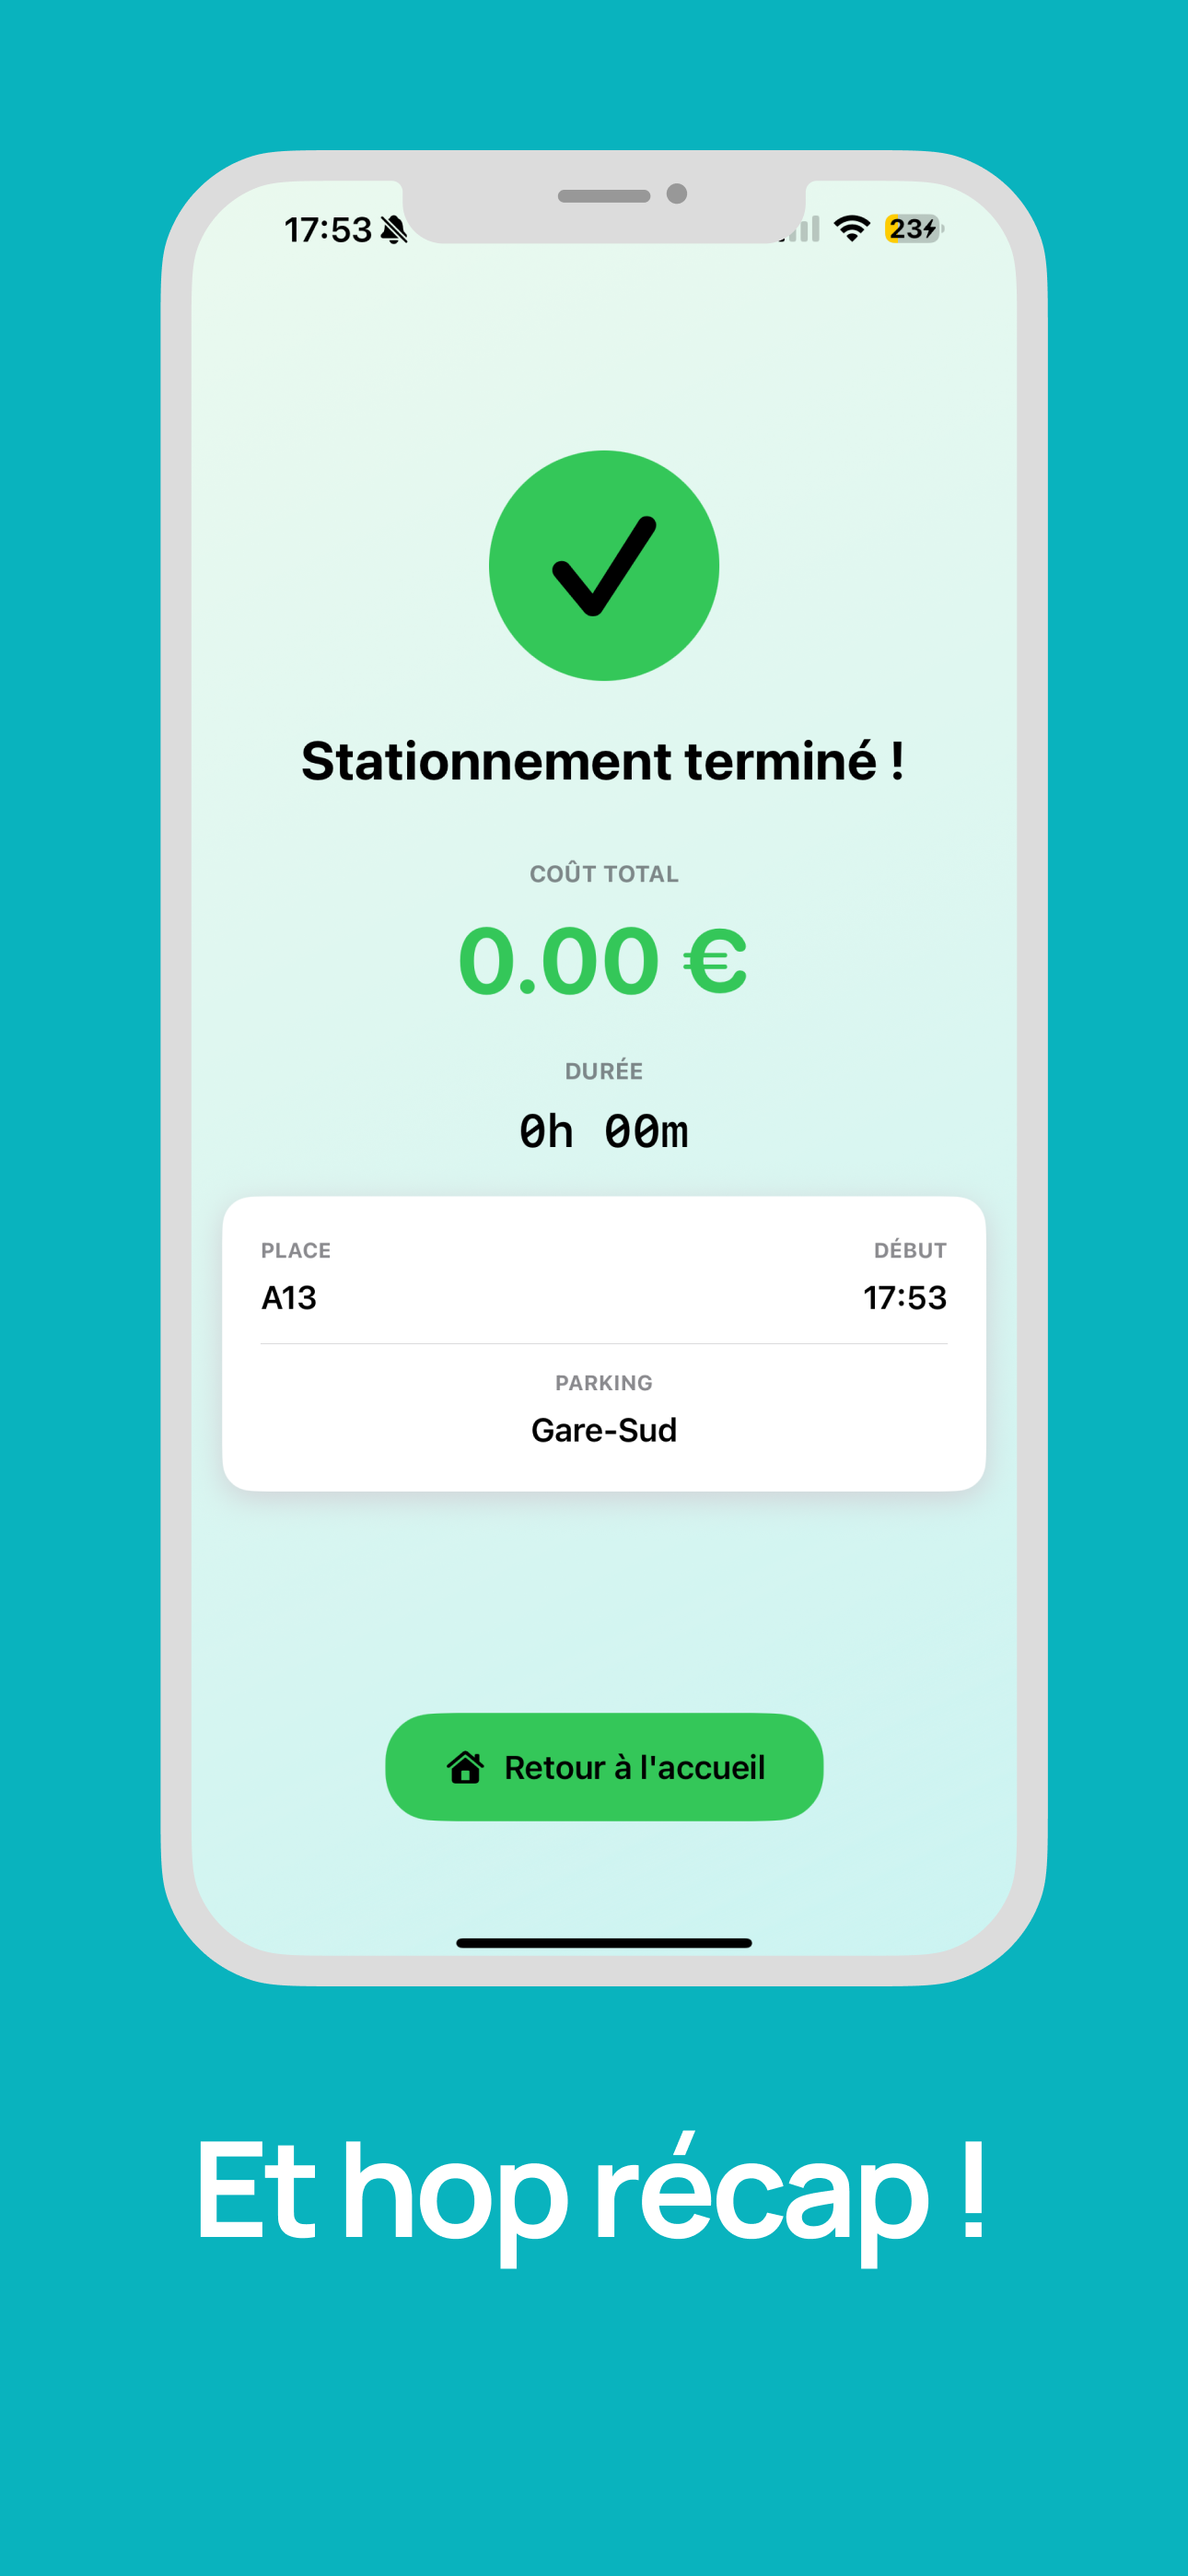 17:53
23
Stationnement terminé !
COÛT TOTAL
0.00 €
DURÉE
0h 00m
PLACE
DÉBUT
A13
17:53
PARKING
Gare-Sud
Retour à l'accueil
Et hop récap !